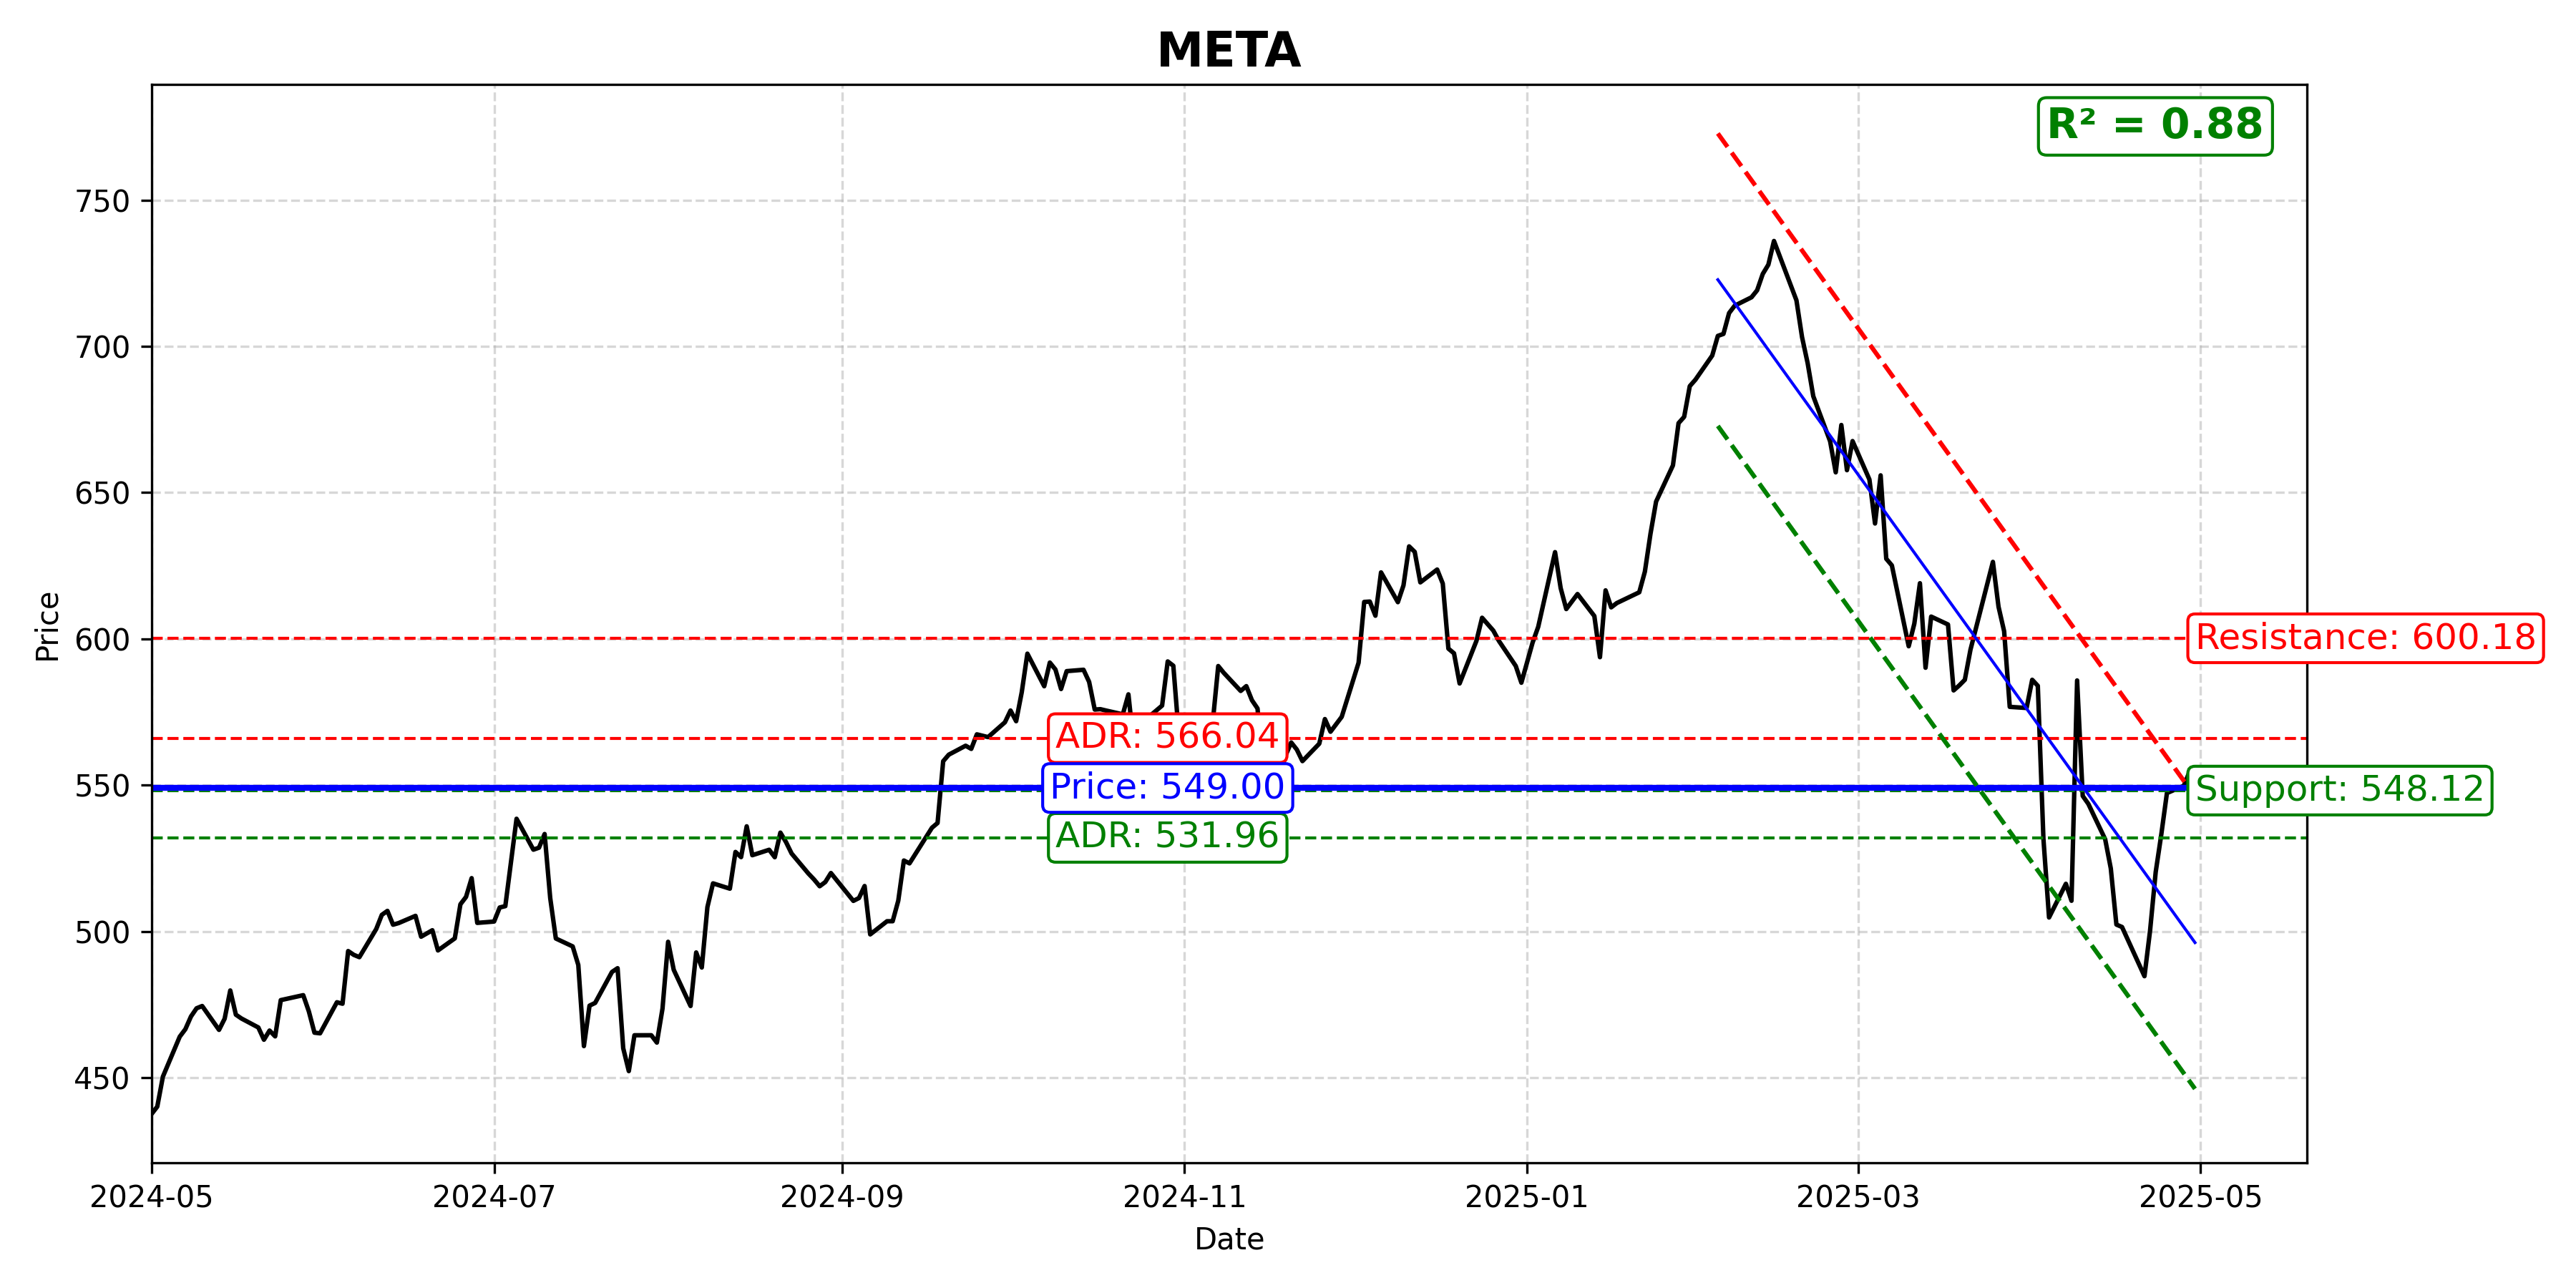 META
R² = 0.88
Price
750
700
650
600
550
500
450
Resistance: 600.18
ADR: 566.04
Price: 549.00
Support: 548.12
ADR: 531.96
2024-05
2024-07
2024-09
2024-11
2025-01
2025-03
2025-05
Date